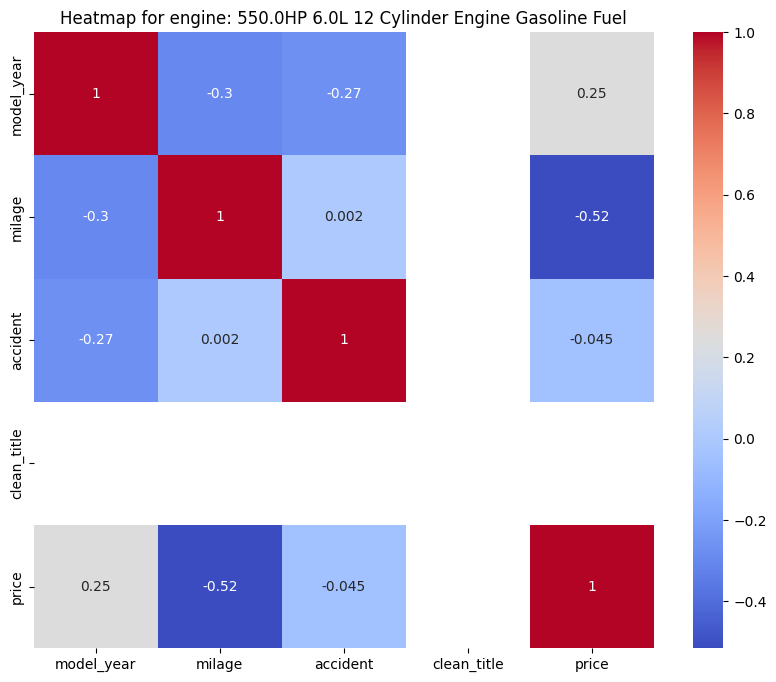 Heatmap for engine: 550.0HP 6.0L 12 Cylinder Engine Gasoline Fuel
model_year
1
-0.3
-0.27
0.25
milage
-0.3
1
0.002
-0.52
accident
-0.27
0.002
1
-0.045
clean_title
price
0.25
-0.52
-0.045
1
model_year
milage
accident
clean_title
price
1.0
0.8
0.6
0.4
0.2
0.0
−0.2
−0.4